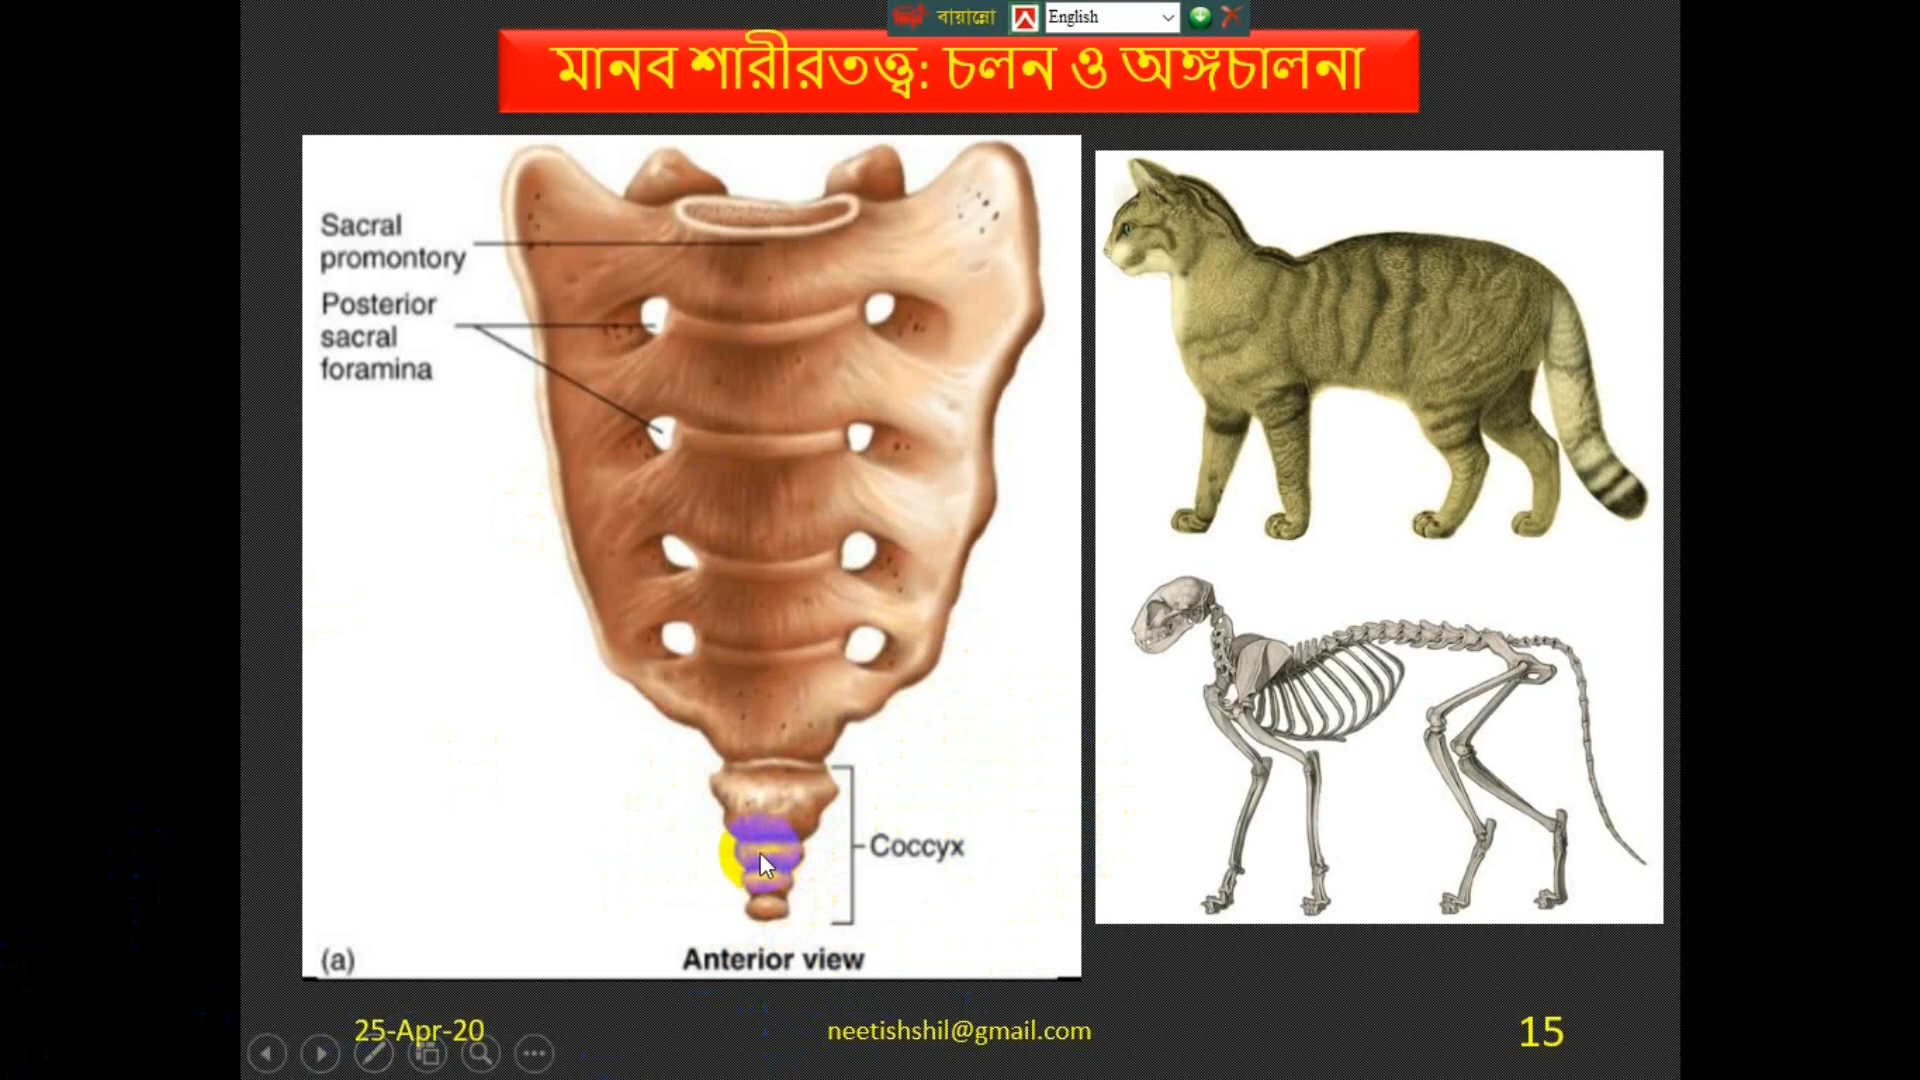 বায়ান্নো English
মানব শারীরতত্ত্ব: চলন ও অঙ্গচালনা
Sacral
promontory
Posterior
sacral
foramina
Coccyx
(a) Anterior view
25-Apr-20 neetishshil@gmail.com 15